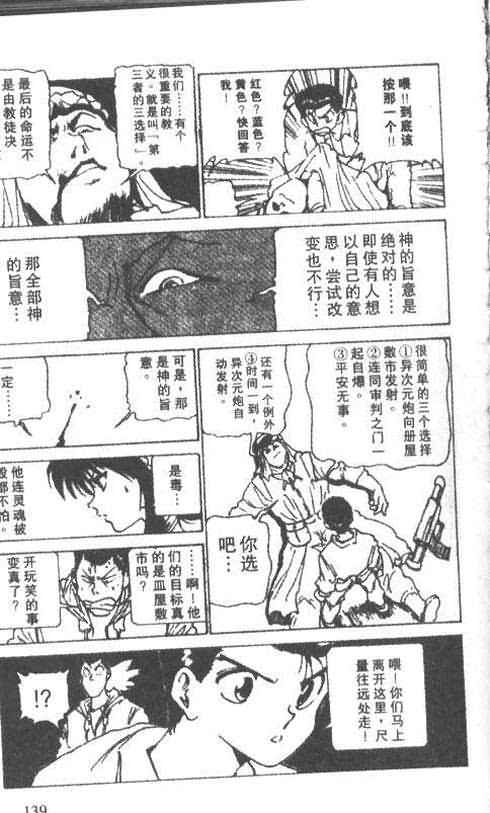 喂!!到底该
按那一个!!
红色?蓝色?
黄色?快回答
我!
我们……有个
很重要的教
义。就是叫「第
三者的三选择」。
最后的命运不
是由教徒决
神的旨意是
绝对的……
即使有人想
以自己的意
思,尝试改
变也不行…
那全部神
的旨意…
很简单的三个选择
①异次元炮向册屋
敷市发射。
②连同审判之门一
起自爆。
③平安无事。
还有一个例外
④时间一到,
异次元炮自
动发射。
你选
吧…
可是,那
是神的旨
意。
一定……
是毒…
他连灵魂被
毁都不怕。
……啊!他
们的目标真
的是皿屋敷
市吗?
开玩笑的事
变真了?
喂!你们马上
离开这里,尺
量往远处走!
!?
139